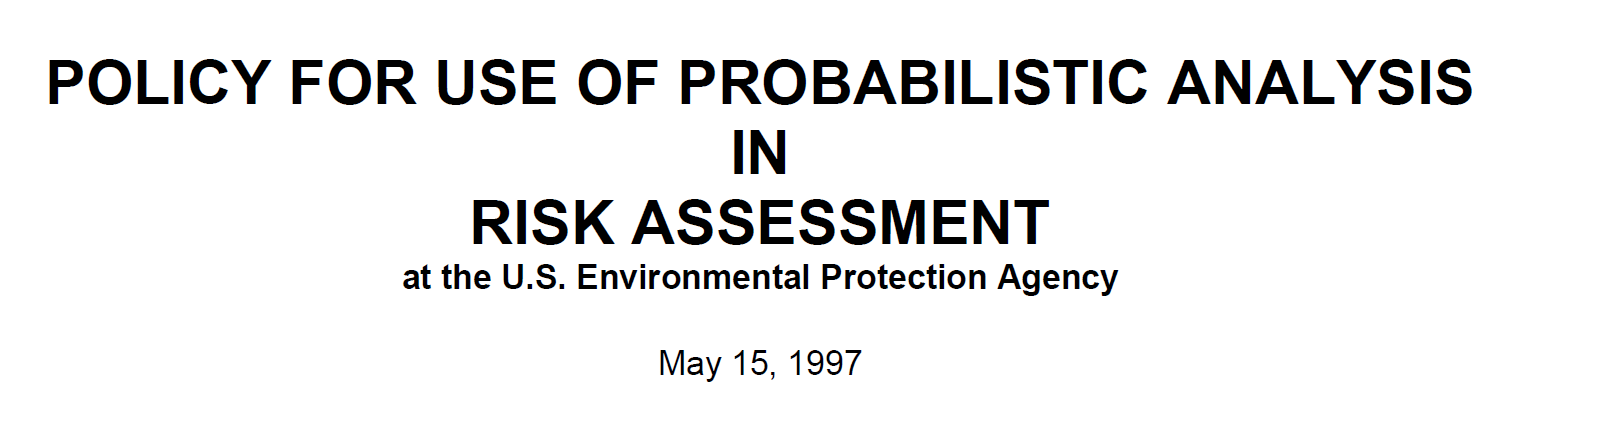 POLICY FOR USE OF PROBABILISTIC ANALYSIS
IN
RISK ASSESSMENT
at the U.S. Environmental Protection Agency
May 15, 1997